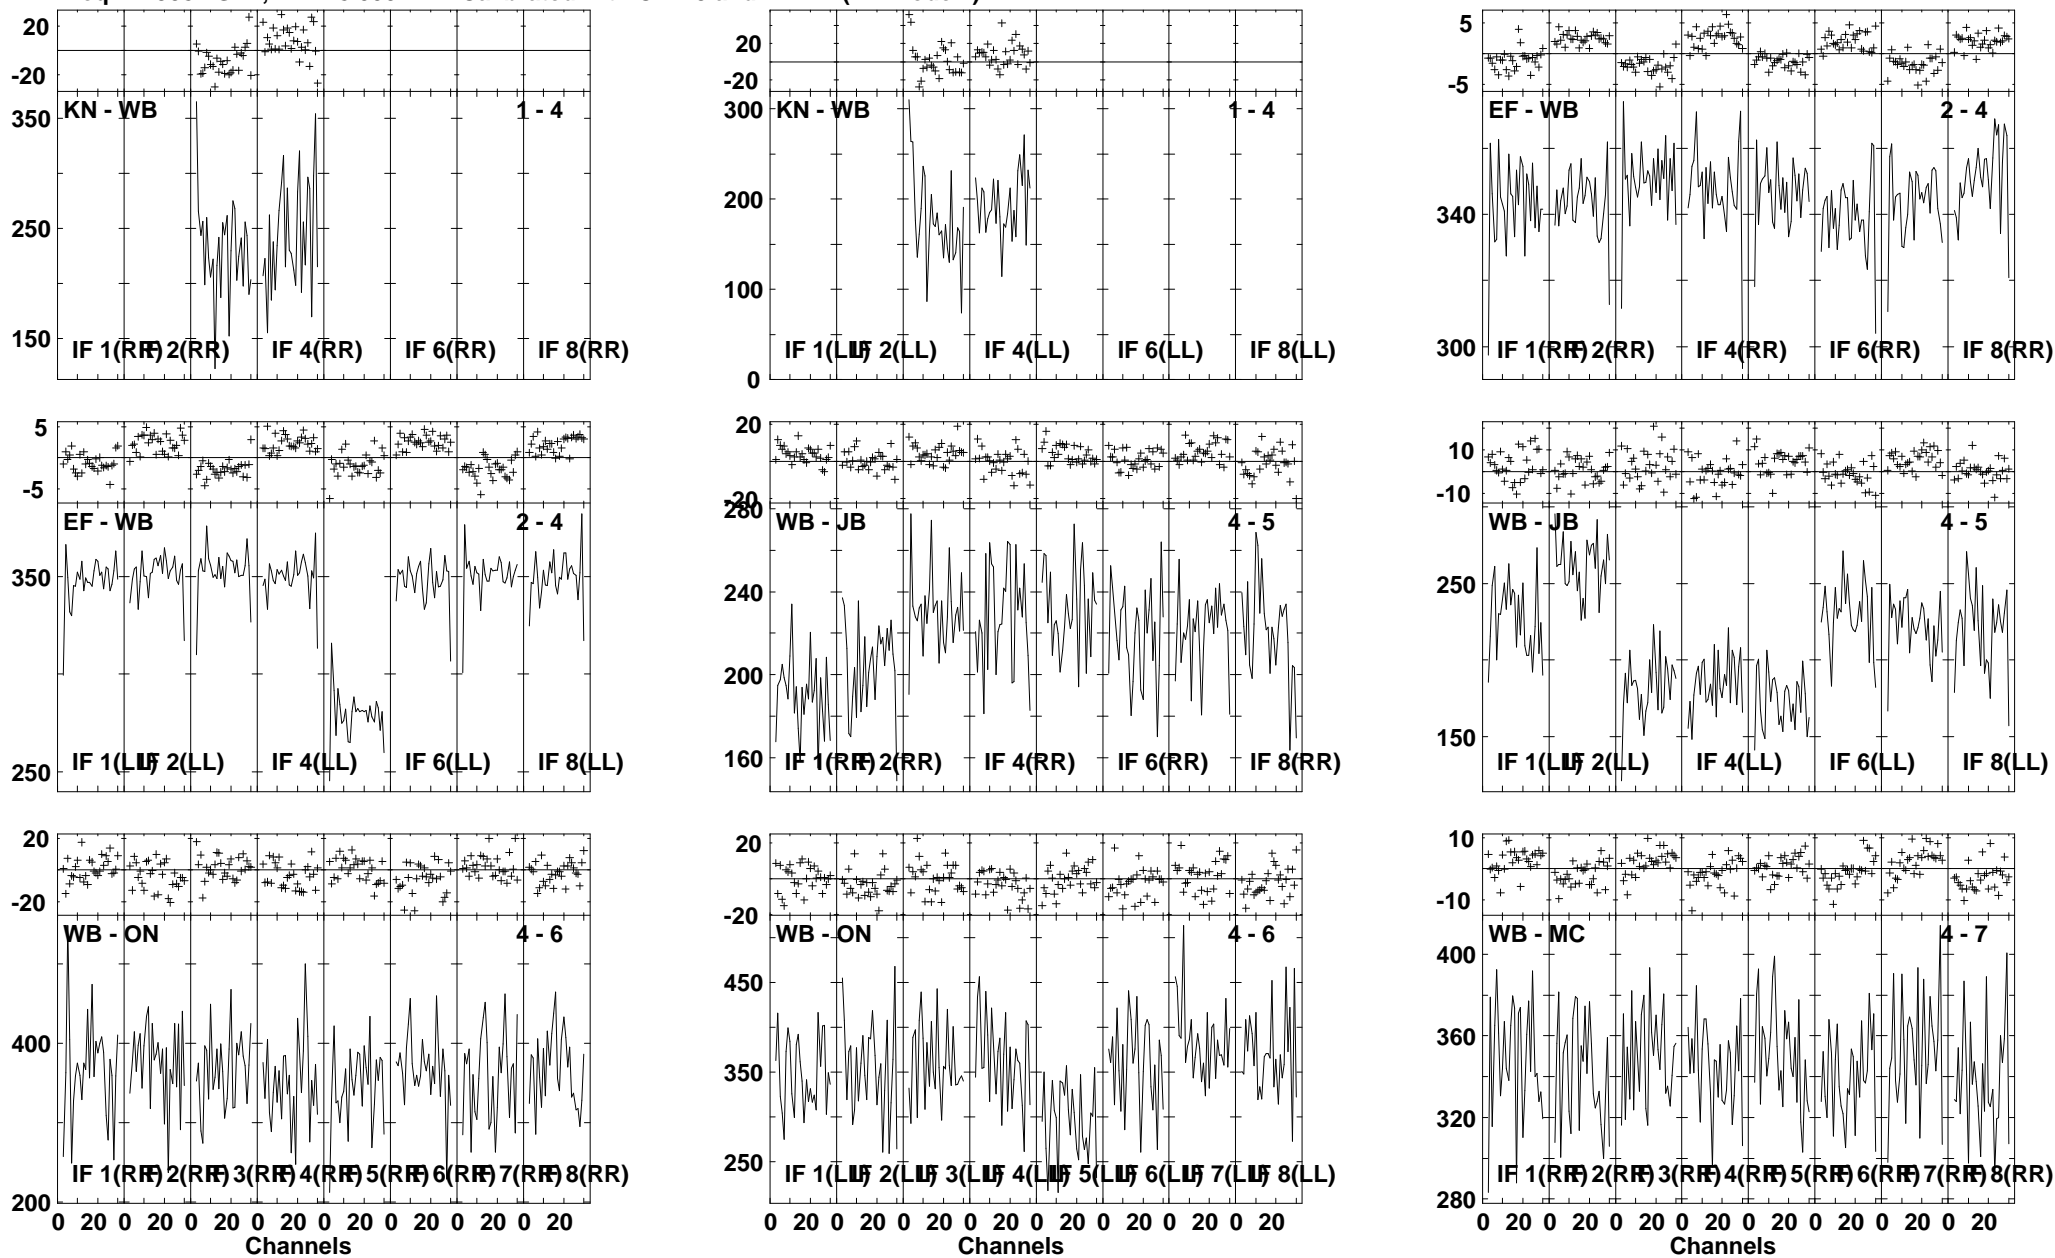 20
-20
KN - WB 1 - 4
350
250
150
IF 1(RR) IF 2(RR) IF 4(RR) IF 6(RR) IF 8(RR)
20
-20
KN - WB 1 - 4
300
200
100
0
IF 1(LL) IF 2(LL) IF 4(LL) IF 6(LL) IF 8(LL)
5
-5
EF - WB 2 - 4
340
300
IF 1(RR) IF 2(RR) IF 4(RR) IF 6(RR) IF 8(RR)
5
-5
EF - WB 2 - 4
350
250
IF 1(LL) IF 2(LL) IF 4(LL) IF 6(LL) IF 8(LL)
20
-20
280
WB - JB 4 - 5
240
200
160
IF 1(RR) IF 2(RR) IF 4(RR) IF 6(RR) IF 8(RR)
10
-10
WB - JB 4 - 5
250
150
IF 1(LL) IF 2(LL) IF 4(LL) IF 6(LL) IF 8(LL)
20
-20
WB - ON 4 - 6
400
200
IF 1(RR) IF 2(RR) IF 3(RR) IF 4(RR) IF 5(RR) IF 6(RR) IF 7(RR) IF 8(RR)
0 20 0 20 0 20 0 20 0 20 0 20 0 20 0 20
Channels
20
-20
WB - ON 4 - 6
450
350
250
IF 1(LL) IF 2(LL) IF 3(LL) IF 4(LL) IF 5(LL) IF 6(LL) IF 7(LL) IF 8(LL)
0 20 0 20 0 20 0 20 0 20 0 20 0 20 0 20
Channels
10
-10
WB - MC 4 - 7
400
360
320
280
IF 1(RR) IF 2(RR) IF 3(RR) IF 4(RR) IF 5(RR) IF 6(RR) IF 7(RR) IF 8(RR)
0 20 0 20 0 20 0 20 0 20 0 20 0 20 0 20
Channels